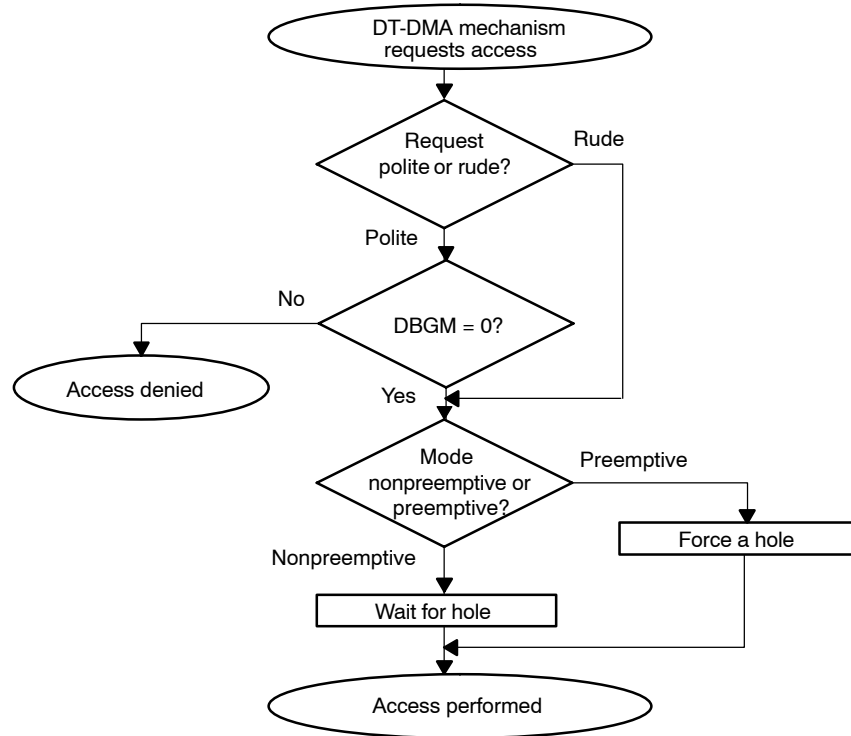 DT-DMA mechanism
requests access
Request
polite or rude?
Rude
Polite
No
DBGM = 0?
Access denied
Yes
Mode
nonpreemptive or
preemptive?
Preemptive
Force a hole
Nonpreemptive
Wait for hole
Access performed